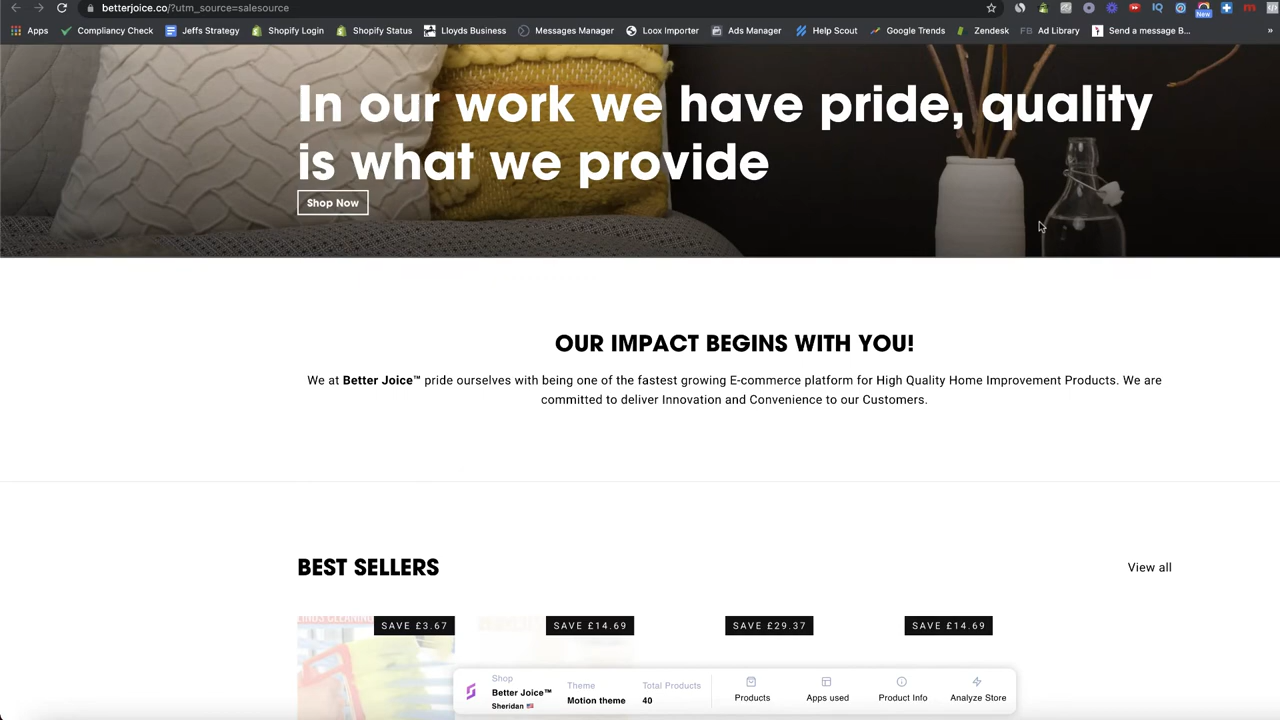 betterjoice.co/?utm_source=salesource
New
Apps
Compliancy Check
Jeffs Strategy
Shopify Login
Shopify Status
Lloyds Business
Messages Manager
Loox Importer
Ads Manager
Help Scout
Google Trends
Zendesk
FB Ad Library
Send a message B...
In our work we have pride, quality
is what we provide
Shop Now
OUR IMPACT BEGINS WITH YOU!
We at Better Joice™ pride ourselves with being one of the fastest growing E-commerce platform for High Quality Home Improvement Products. We are
committed to deliver Innovation and Convenience to our Customers.
BEST SELLERS
View all
SAVE £3.67
SAVE £14.69
SAVE £29.37
SAVE £14.69
Shop
Better Joice™
Sheridan
Theme
Motion theme
Total Products
40
Products
Apps used
Product Info
Analyze Store